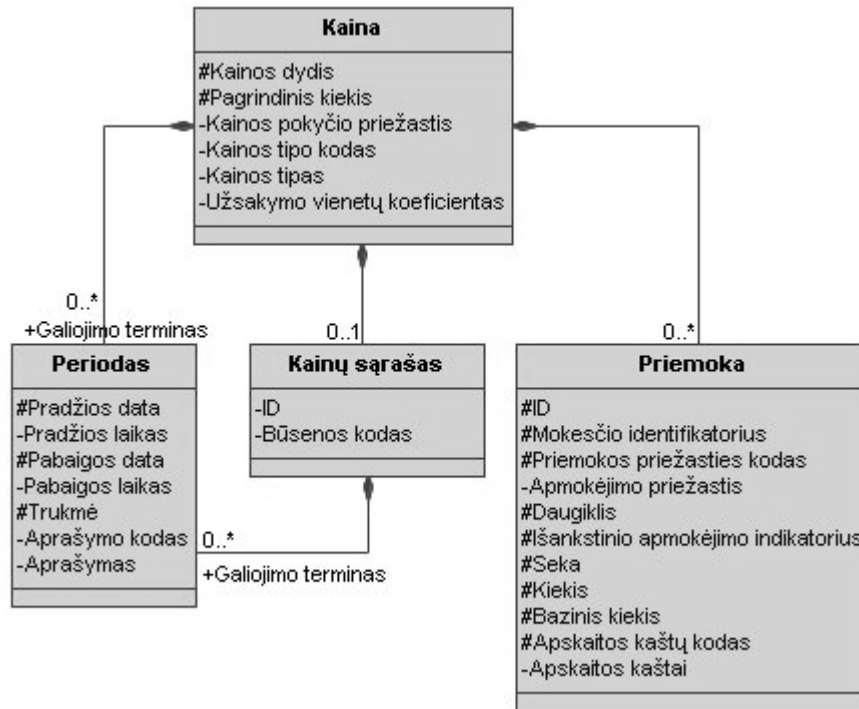 Kaina
#Kainos dydis
#Pagrindinis kiekis
-Kainos pokyčio priežastis
-Kainos tipo kodas
-Kainos tipas
-Užsakymo vienetų koeficientas
0..*
+Galiojimo terminas
0..1
0..*
Periodas
#Pradžios data
-Pradžios laikas
#Pabaigos data
-Pabaigos laikas
#Trukmė
-Aprašymo kodas
-Aprašymas
Kainų sąrašas
-ID
-Būsenos kodas
0..*
+Galiojimo terminas
Priemoka
#ID
#Mokesčio identifikatorius
#Priemokos priežasties kodas
-Apmokėjimo priežastis
#Daugiklis
#Išankstinio apmokėjimo indikatorius
#Seka
#Kiekis
#Bazinis kiekis
#Apskaitos kaštų kodas
-Apskaitos kaštai